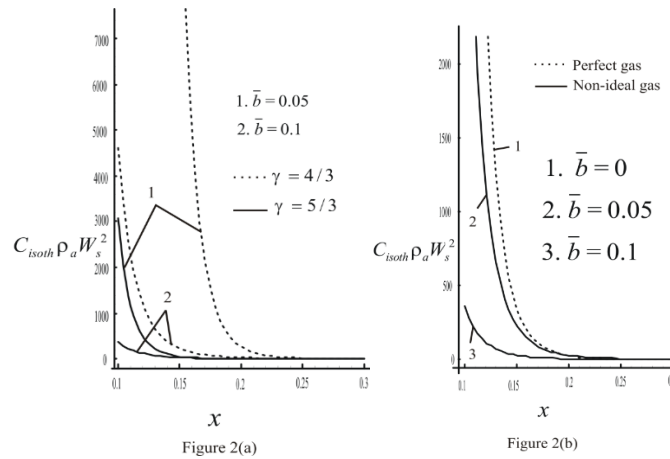 7000
6000
5000
4000
3000
2000
1000
0
0.1
0.15
0.2
0.25
0.3
C_isoth ρ_a W_s^2
x
1
2
1. b̄ = 0.05
2. b̄ = 0.1
γ = 4 / 3
γ = 5 / 3
Figure 2(a)
2000
1500
1000
500
0
0.1
0.15
0.2
0.25
C_isoth ρ_a W_s^2
x
1
2
3
Perfect gas
Non-ideal gas
1. b̄ = 0
2. b̄ = 0.05
3. b̄ = 0.1
Figure 2(b)